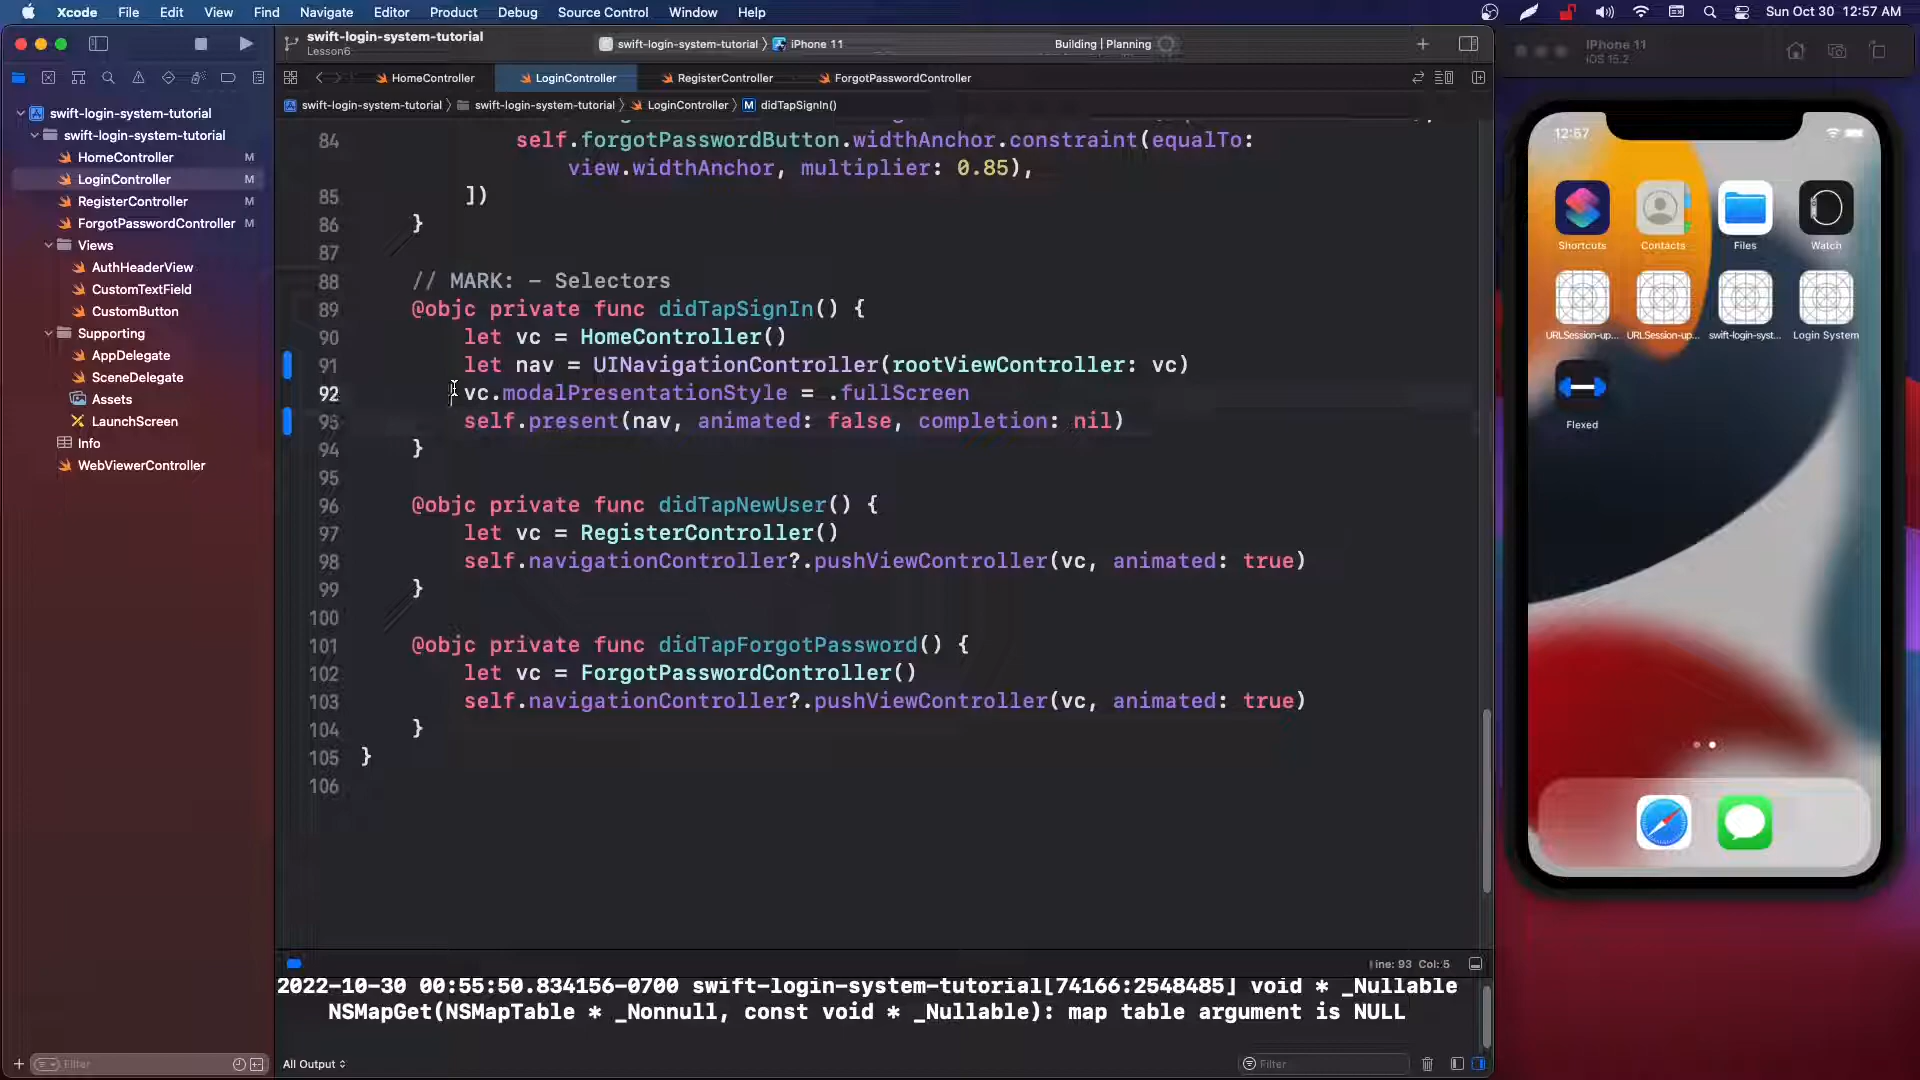 Xcode File Edit View Find Navigate Editor Product Debug Source Control Window Help Sun Oct 30 12:57 AM
swift-login-system-tutorial
Lesson6
swift-login-system-tutorial iPhone 11 Building | Planning
HomeController LoginController RegisterController ForgotPasswordController
swift-login-system-tutorial swift-login-system-tutorial LoginController M didTapSignIn()
swift-login-system-tutorial
swift-login-system-tutorial
HomeController M
LoginController M
RegisterController M
ForgotPasswordController M
Views
AuthHeaderView
CustomTextField
CustomButton
Supporting
AppDelegate
SceneDelegate
Assets
LaunchScreen
Info
WebViewerController
Filter
84 self.forgotPasswordButton.widthAnchor.constraint(equalTo:
view.widthAnchor, multiplier: 0.85),
85 ])
86 }
87
88 // MARK: - Selectors
89 @objc private func didTapSignIn() {
90 let vc = HomeController()
91 let nav = UINavigationController(rootViewController: vc)
92 vc.modalPresentationStyle = .fullScreen
93 self.present(nav, animated: false, completion: nil)
94 }
95
96 @objc private func didTapNewUser() {
97 let vc = RegisterController()
98 self.navigationController?.pushViewController(vc, animated: true)
99 }
100
101 @objc private func didTapForgotPassword() {
102 let vc = ForgotPasswordController()
103 self.navigationController?.pushViewController(vc, animated: true)
104 }
105 }
106
Line: 93 Col: 5
2022-10-30 00:55:50.834156-0700 swift-login-system-tutorial[74166:2548485] void * _Nullable
NSMapGet(NSMapTable * _Nonnull, const void * _Nullable): map table argument is NULL
All Output Filter
iPhone 11
iOS 15.2
12:57
Shortcuts Contacts Files Watch
URLSession-up... URLSession-up... swift-login-syst... Login System
Flexed